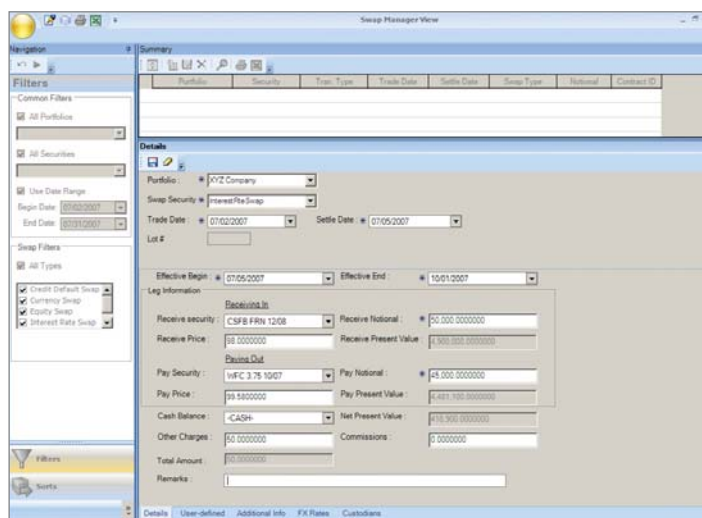 Swap Manager View
Navigation
Summary
Filters
Portfolio Security Tran. Type Trade Date Settle Date Swap Type Notional Contract ID
Common Filters
All Portfolios
All Securities
Use Date Range
Begin Date: 07/02/2007
End Date: 07/31/2007
Swap Filters
All Types
Credit Default Swap
Currency Swap
Equity Swap
Interest Rate Swap
Filters
Sorts
Details
Portfolio : * XYZ Company
Swap Security * InterestRteSwap
Trade Date : * 07/02/2007 Settle Date : * 07/05/2007
Lot #
Effective Begin : * 07/05/2007 Effective End : * 10/01/2007
Leg Information
Receiving In
Receive security : CSFB FRN 12/08 Receive Notional : * 50,000.0000000
Receive Price : 98.0000000 Receive Present Value :
Paying Out
Pay Security : WFC 3.75 10/07 Pay Notional : * 45,000.0000000
Pay Price : 99.5800000 Pay Present Value : 4,481,100.0000000
Cash Balance : -CASH- Net Present Value :
Other Charges : 50.0000000 Commissions : 0.0000000
Total Amount : 50.0000000
Remarks :
Details User-defined Additional Info FX Rates Custodians